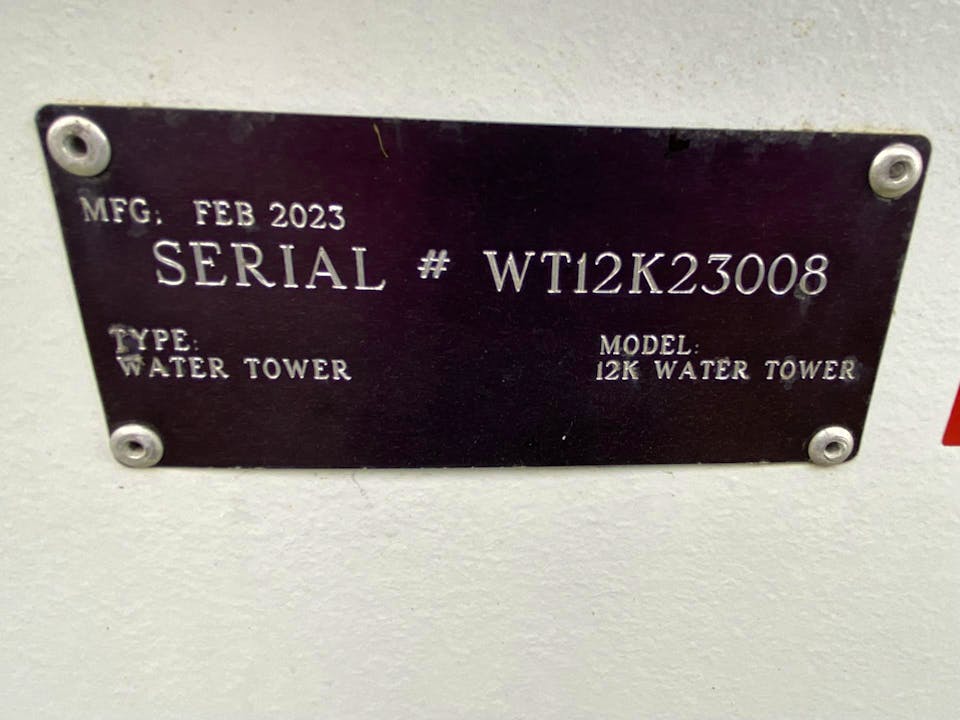 MFG: FEB 2023
SERIAL # WT12K23008
TYPE:
WATER TOWER
MODEL:
12K WATER TOWER